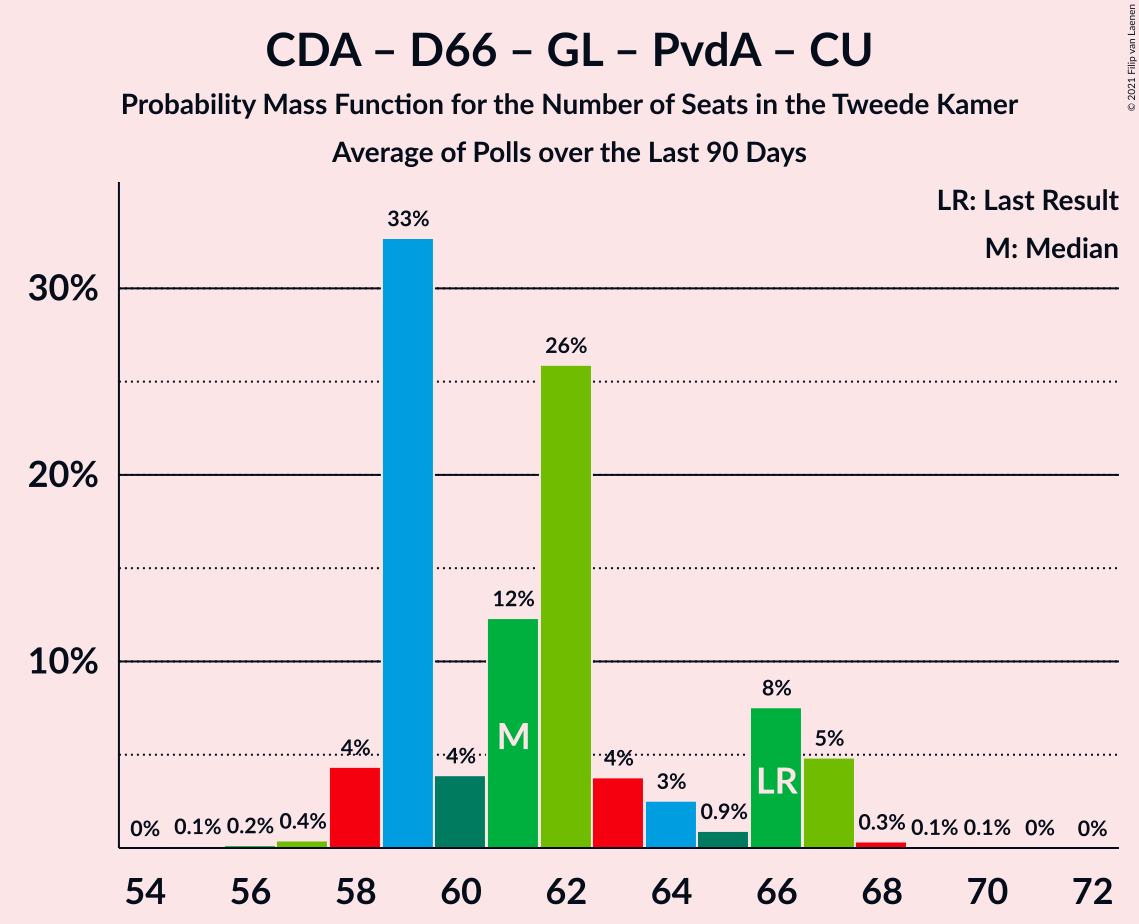 CDA – D66 – GL – PvdA – CU
Probability Mass Function for the Number of Seats in the Tweede Kamer
Average of Polls over the Last 90 Days
© 2021 Filip van Laenen
LR: Last Result
M: Median
30%
20%
10%
0%
0.1%
0.2%
0.4%
4%
33%
4%
12%
26%
4%
3%
0.9%
8%
5%
0.3%
0.1%
0.1%
0%
0%
M
LR
54 56 58 60 62 64 66 68 70 72